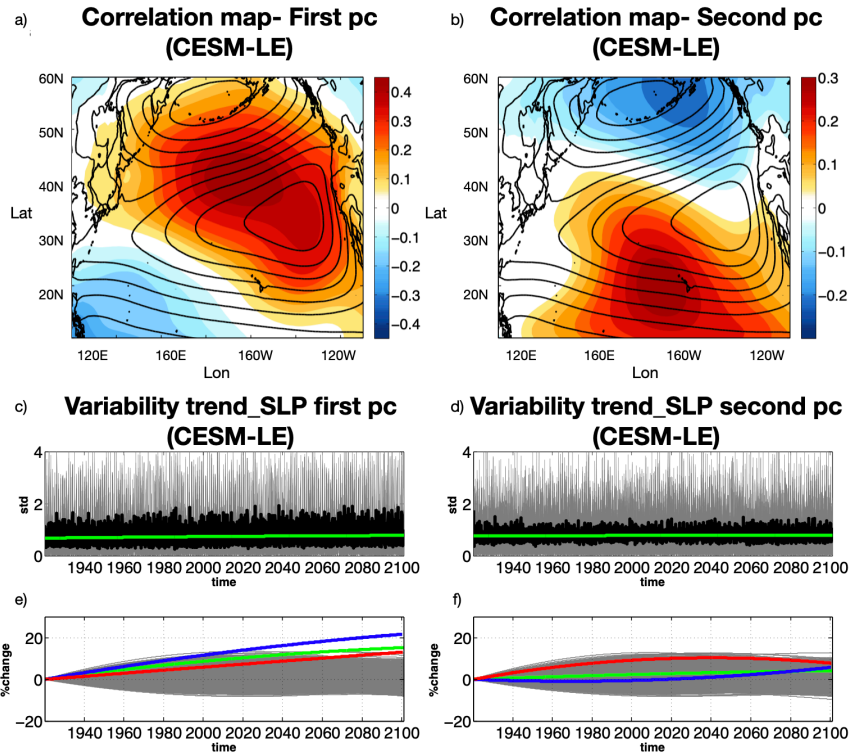 a) Correlation map- First pc
(CESM-LE)
b) Correlation map- Second pc
(CESM-LE)
60N
50N
40N
30N
20N
Lat
120E 160E 160W 120W
Lon
0.4
0.3
0.2
0.1
0
−0.1
−0.2
−0.3
−0.4
60N
50N
40N
30N
20N
Lat
120E 160E 160W 120W
Lon
0.3
0.2
0.1
0
−0.1
−0.2
c) Variability trend_SLP first pc
(CESM-LE)
d) Variability trend_SLP second pc
(CESM-LE)
4
2
0
std
1940 1960 1980 2000 2020 2040 2060 2080 2100
time
4
2
0
std
1940 1960 1980 2000 2020 2040 2060 2080 2100
time
e)
20
0
−20
%change
1940 1960 1980 2000 2020 2040 2060 2080 2100
time
f)
20
0
−20
%change
1940 1960 1980 2000 2020 2040 2060 2080 2100
time